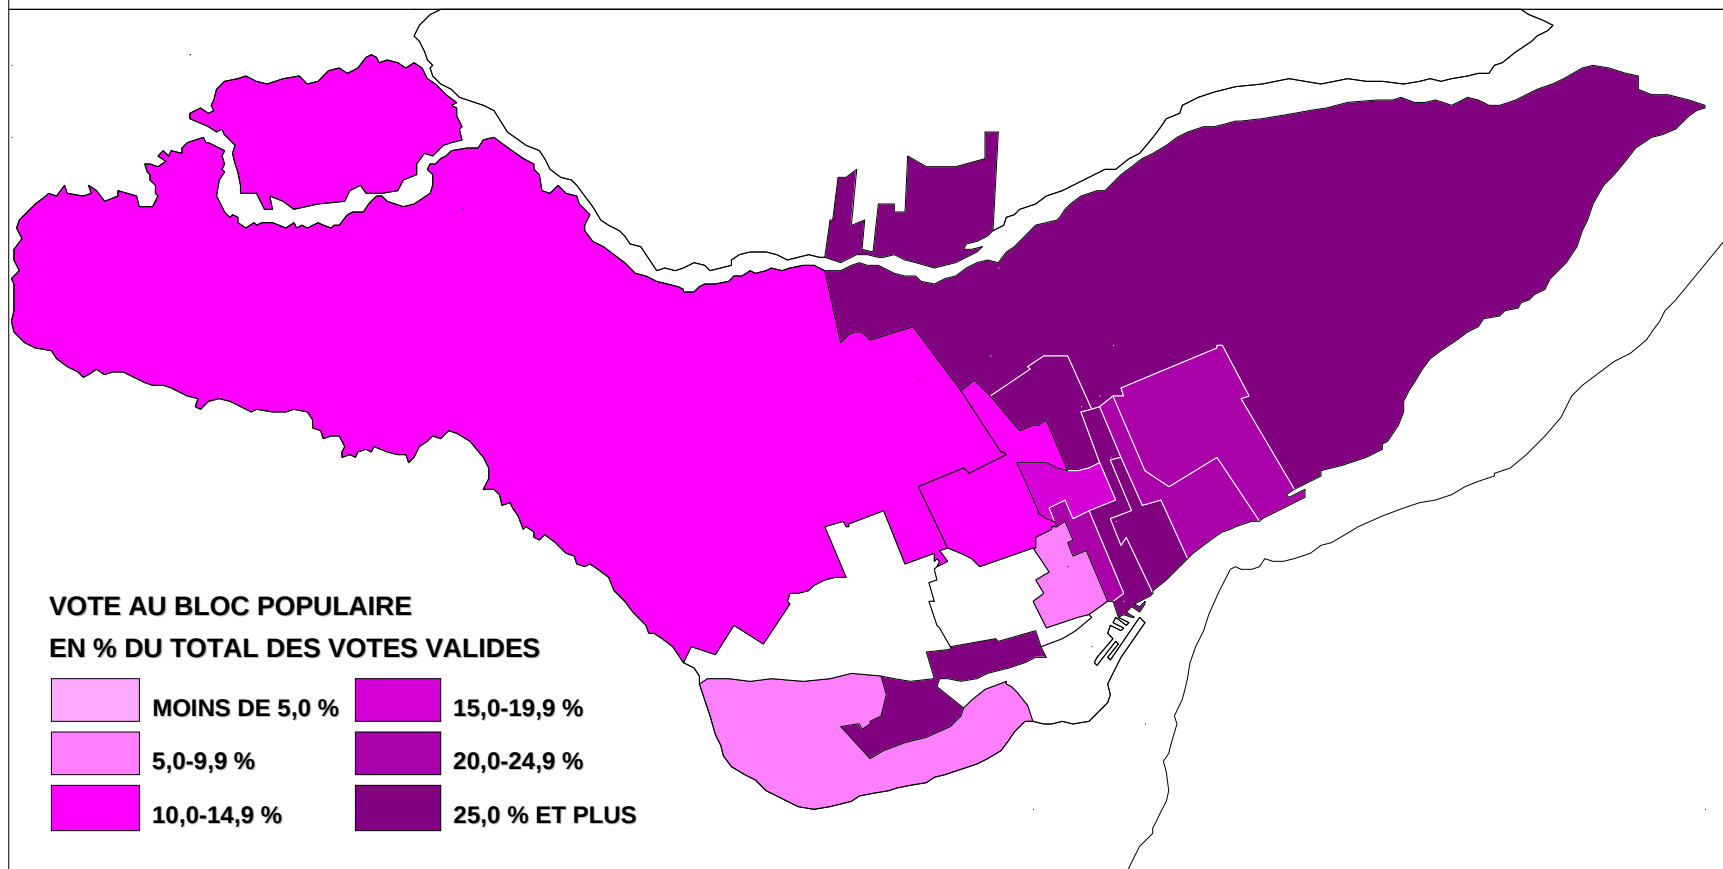 VOTE AU BLOC POPULAIRE
EN % DU TOTAL DES VOTES VALIDES
MOINS DE 5,0 %
5,0-9,9 %
10,0-14,9 %
15,0-19,9 %
20,0-24,9 %
25,0 % ET PLUS